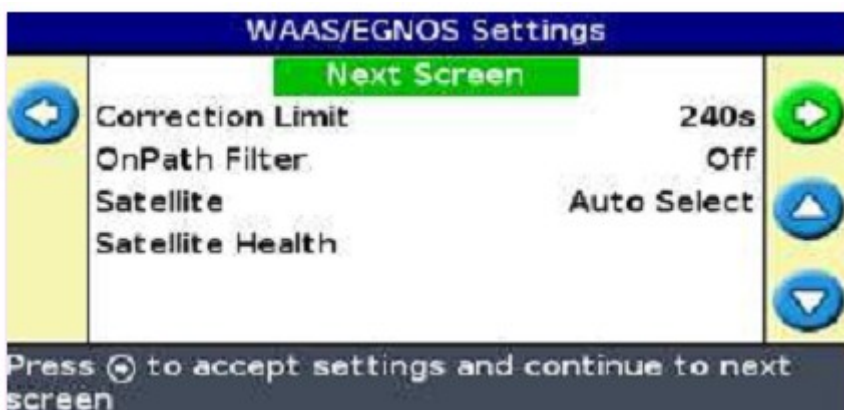 WAAS/EGNOS Settings
Next Screen
Correction Limit 240s
OnPath Filter Off
Satellite Auto Select
Satellite Health
Press to accept settings and continue to next
screen